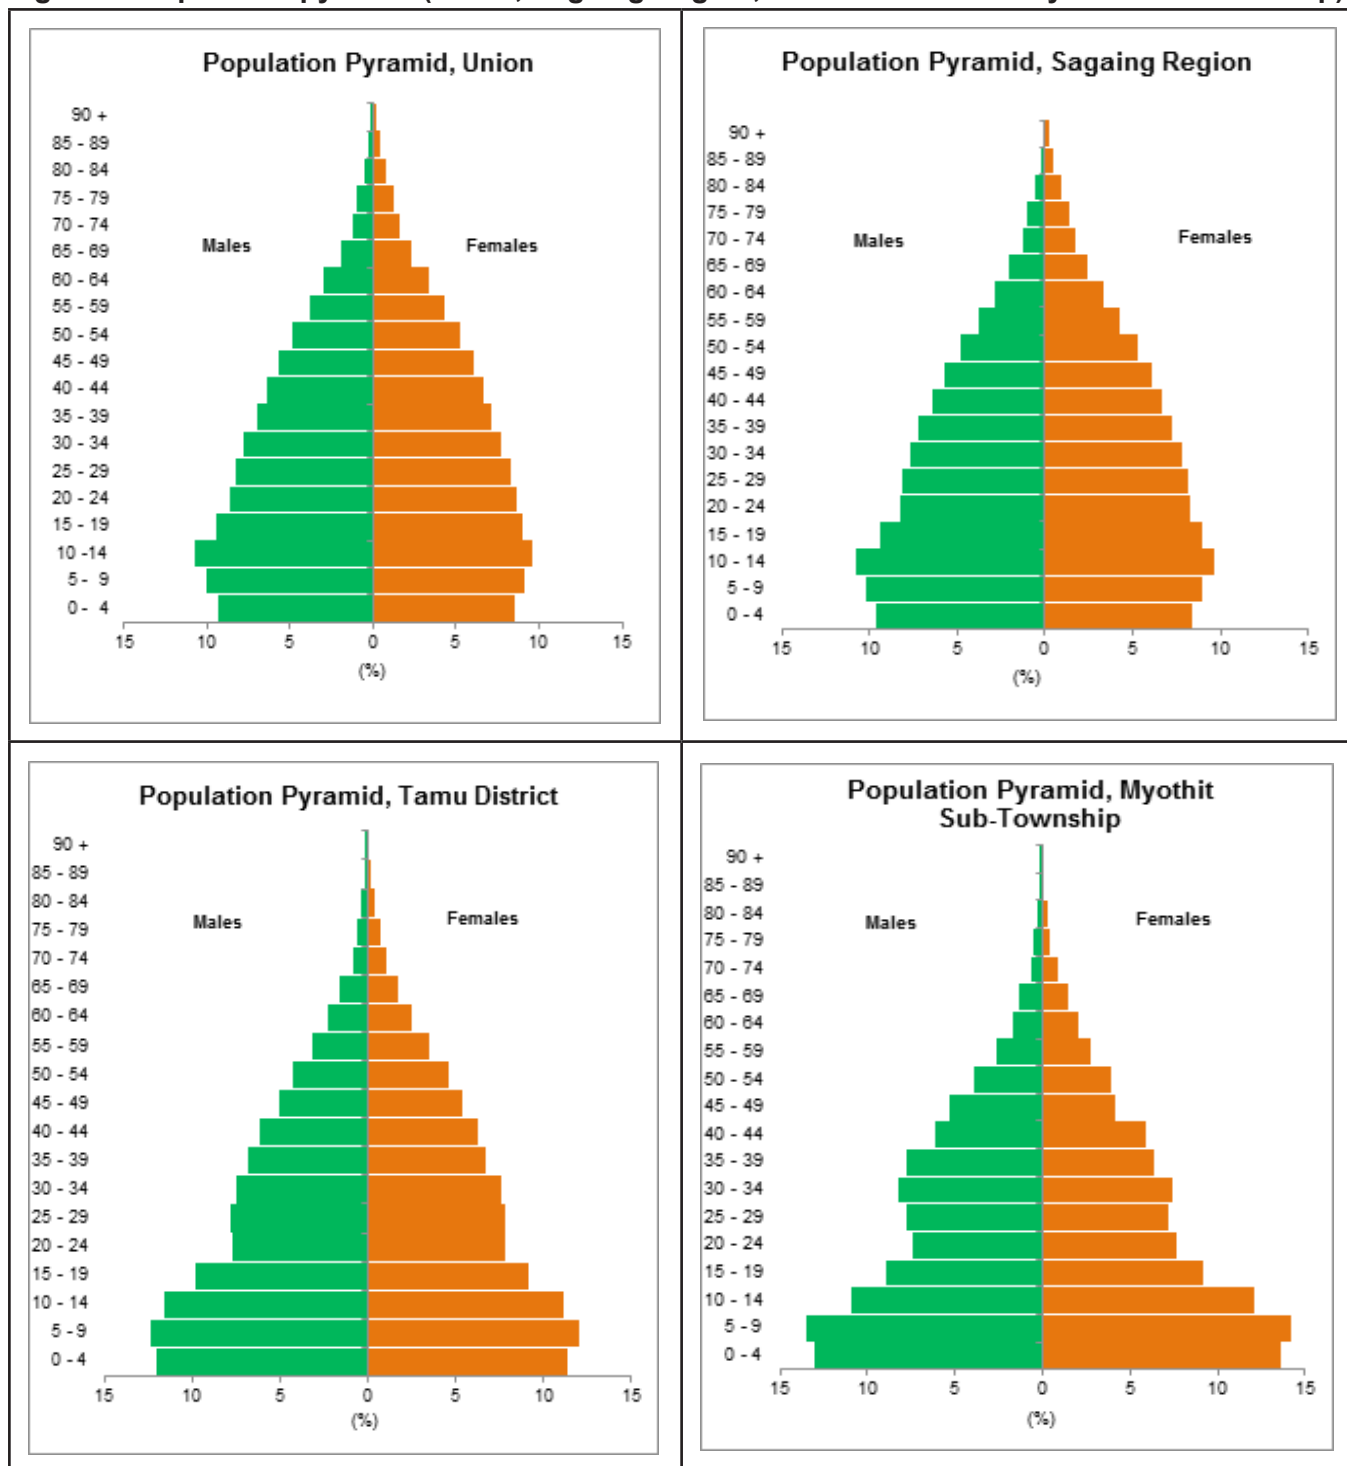 Population Pyramid, Union
90 +
85 - 89
80 - 84
75 - 79
70 - 74
65 - 69
60 - 64
55 - 59
50 - 54
45 - 49
40 - 44
35 - 39
30 - 34
25 - 29
20 - 24
15 - 19
10 -14
5- 9
0- 4
Males
Females
15 10 5 0 5 10 15
(%)
Population Pyramid, Sagaing Region
90 +
85 - 89
80 - 84
75 - 79
70 - 74
65 - 69
60 - 64
55 - 59
50 - 54
45 - 49
40 - 44
35 - 39
30 - 34
25 - 29
20 - 24
15 - 19
10 - 14
5 - 9
0 - 4
Males
Females
15 10 5 0 5 10 15
(%)
Population Pyramid, Tamu District
90 +
85 - 89
80 - 84
75 - 79
70 - 74
65 - 69
60 - 64
55 - 59
50 - 54
45 - 49
40 - 44
35 - 39
30 - 34
25 - 29
20 - 24
15 - 19
10 - 14
5 - 9
0 - 4
Males
Females
15 10 5 0 5 10 15
(%)
Population Pyramid, Myothit
Sub-Township
90 +
85 - 89
80 - 84
75 - 79
70 - 74
65 - 69
60 - 64
55 - 59
50 - 54
45 - 49
40 - 44
35 - 39
30 - 34
25 - 29
20 - 24
15 - 19
10 - 14
5 - 9
0 - 4
Males
Females
15 10 5 0 5 10 15
(%)